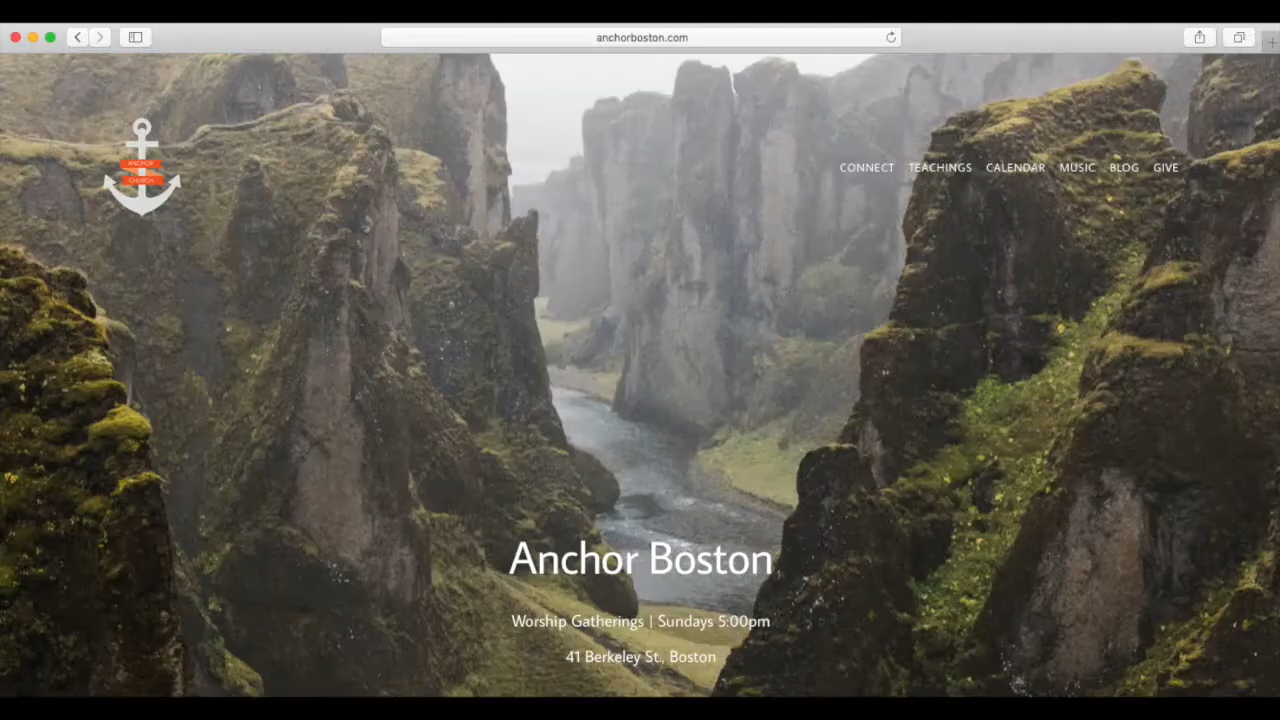 anchorboston.com
ANCHOR
CHURCH
CONNECT TEACHINGS CALENDAR MUSIC BLOG GIVE
Anchor Boston
Worship Gatherings | Sundays 5:00pm
41 Berkeley St., Boston